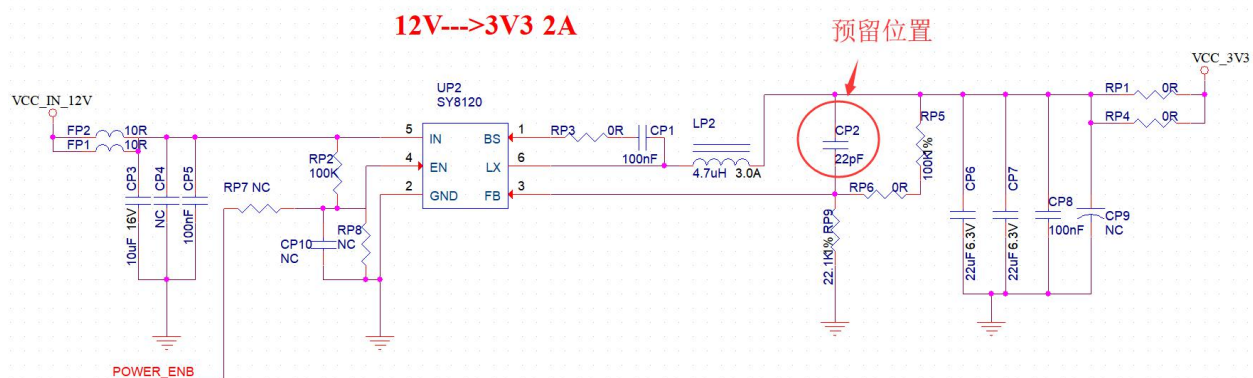 12V--->3V3 2A
预留位置
VCC_3V3
UP2
SY8120
VCC_IN_12V
FP2 10R
FP1 10R
RP1 0R
RP4 0R
5 IN BS 1
4 EN LX 6
2 GND FB 3
RP3 0R CP1
100nF
LP2
4.7uH 3.0A
CP2
22pF
RP5
100K1%
RP6 0R
RP9
22.1K1%
RP2
100K
CP3
10uF 16V
CP4
NC
CP5
100nF
RP7 NC
CP10
NC
RP8
NC
CP6
22uF 6.3V
CP7
22uF 6.3V
CP8
100nF
CP9
NC
POWER_ENB